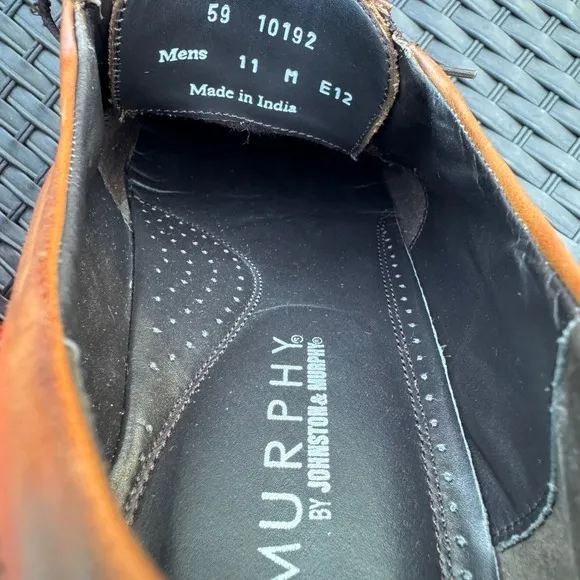 59 10192
Mens 11 M E12
Made in India
MURPHY®
BY JOHNSTON & MURPHY®